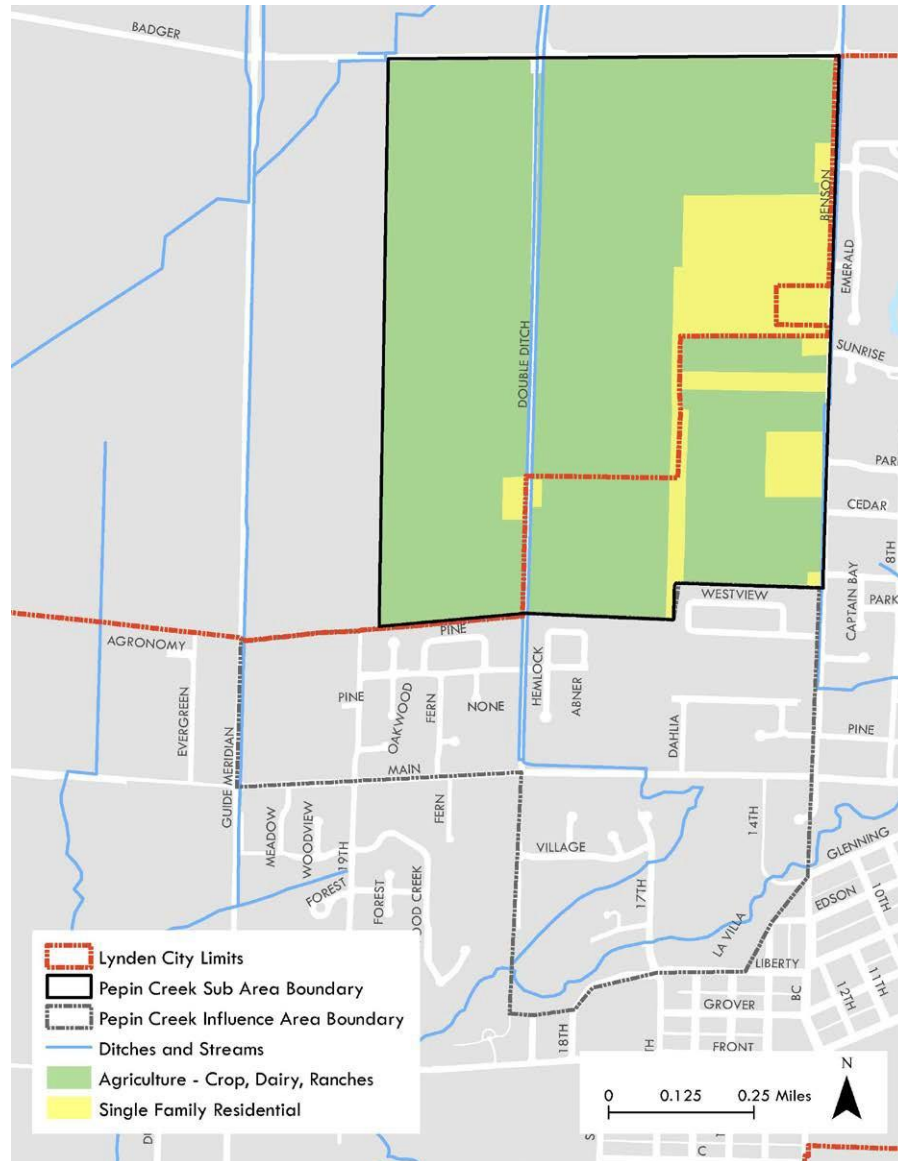 BADGER
BENSON
EMERALD
DOUBLE DITCH
SUNRISE
PAR
CEDAR
8TH
WESTVIEW
CAPTAIN BAY
PARK
AGRONOMY
PINE
HEMLOCK
ABNER
EVERGREEN
PINE
OAKWOOD
FERN
NONE
DAHLIA
PINE
GUIDE MERIDIAN
MAIN
MEADOW
WOODVIEW
19TH
FERN
VILLAGE
14TH
GLENNING
FOREST
FOREST
OOD CREEK
17TH
EDSON
10TH
LA VILLA
LIBERTY
11TH
BC
12TH
GROVER
18TH
TH
FRONT
Lynden City Limits
Pepin Creek Sub Area Boundary
Pepin Creek Influence Area Boundary
Ditches and Streams
Agriculture - Crop, Dairy, Ranches
Single Family Residential
N
0 0.125 0.25 Miles
S
C